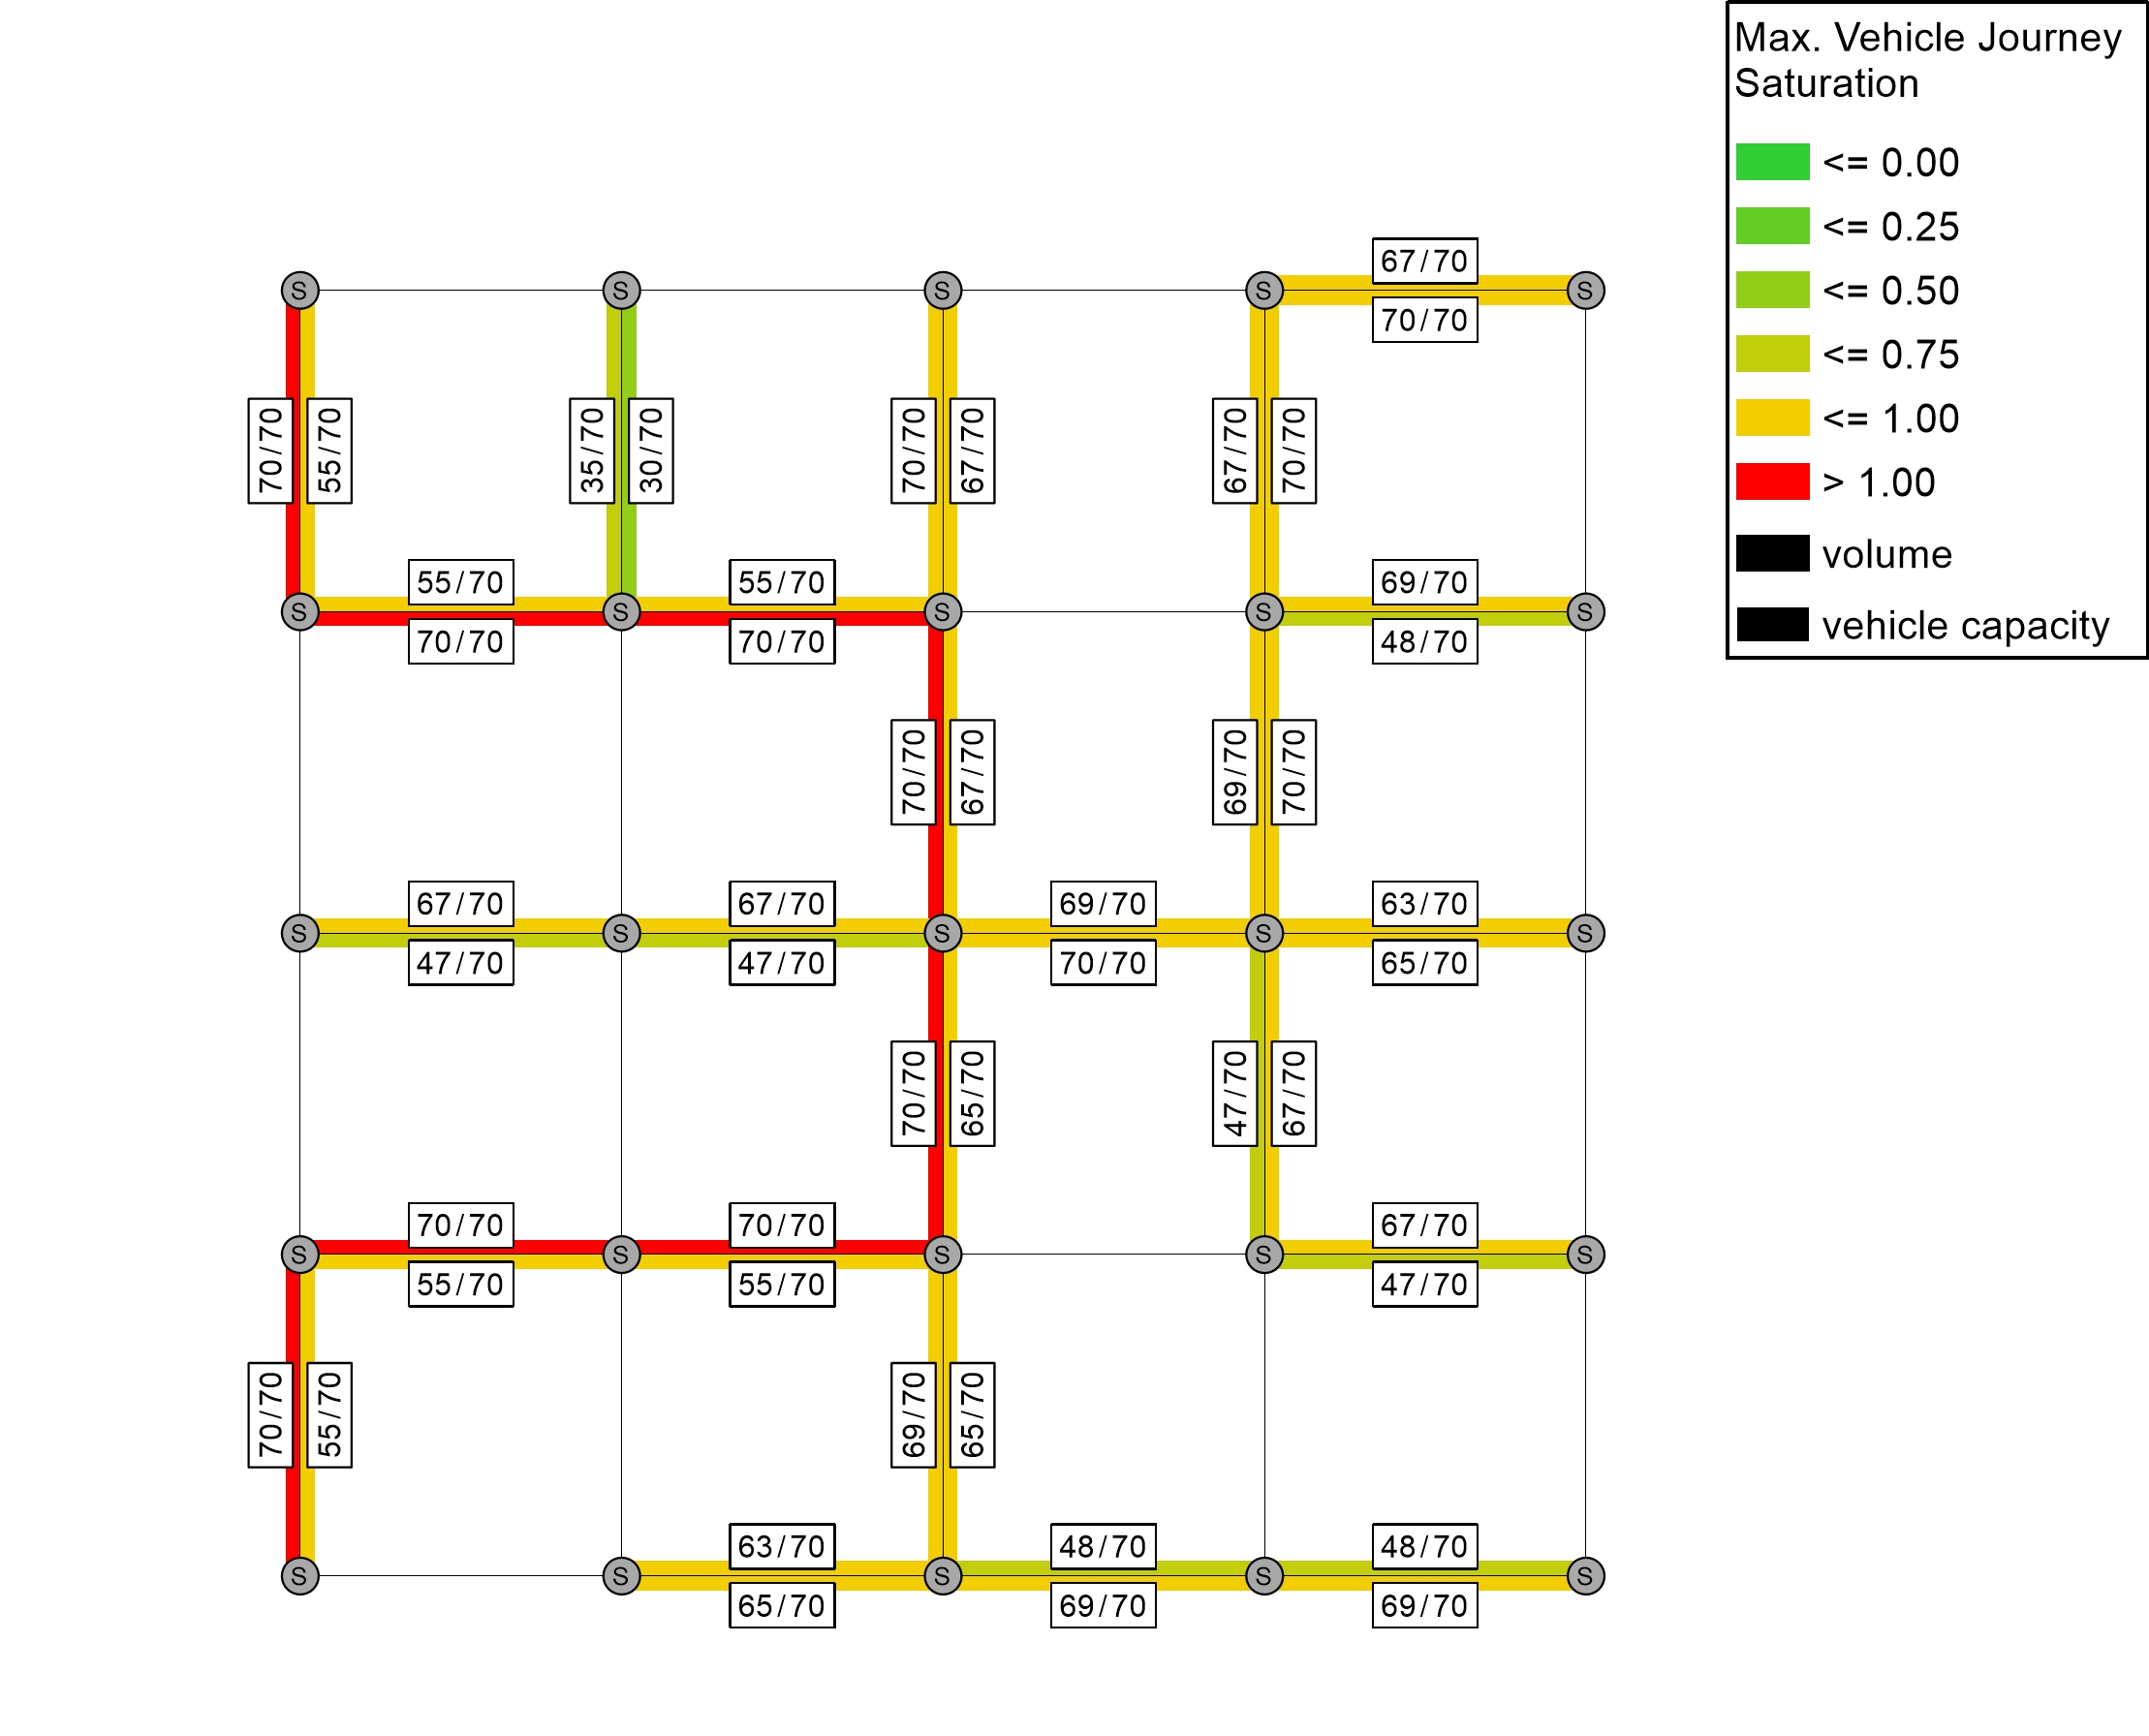 Max. Vehicle Journey
Saturation
<= 0.00
<= 0.25
<= 0.50
<= 0.75
<= 1.00
> 1.00
volume
vehicle capacity
67/70
S S S S S
70/70
70/70 55/70 35/70 30/70 70/70 67/70 67/70 70/70
55/70 55/70 69/70
S S S S S
70/70 70/70 48/70
70/70 67/70 69/70 70/70
67/70 67/70 69/70 63/70
S S S S S
47/70 47/70 70/70 65/70
70/70 65/70 47/70 67/70
70/70 70/70 67/70
S S S S S
55/70 55/70 47/70
70/70 55/70 69/70 65/70
63/70 48/70 48/70
S S S S S
65/70 69/70 69/70